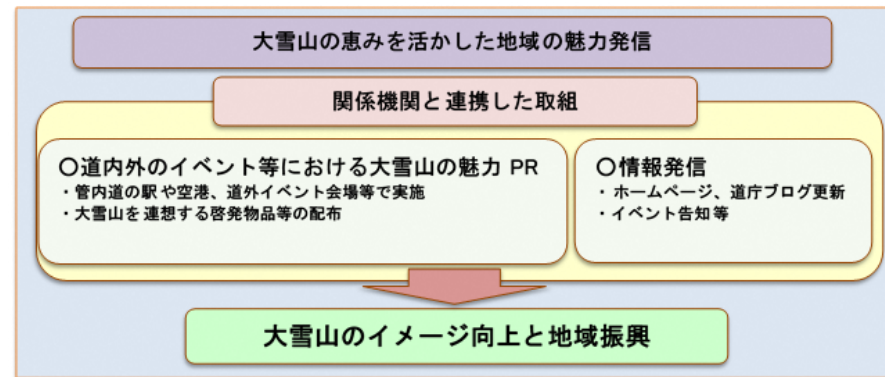 大雪山の恵みを活かした地域の魅力発信
関係機関と連携した取組
〇道内外のイベント等における大雪山の魅力 PR
・管内道の駅や空港、道外イベント会場等で実施
・大雪山を連想する啓発物品等の配布
〇情報発信
・ホームページ、道庁ブログ更新
・イベント告知等
大雪山のイメージ向上と地域振興